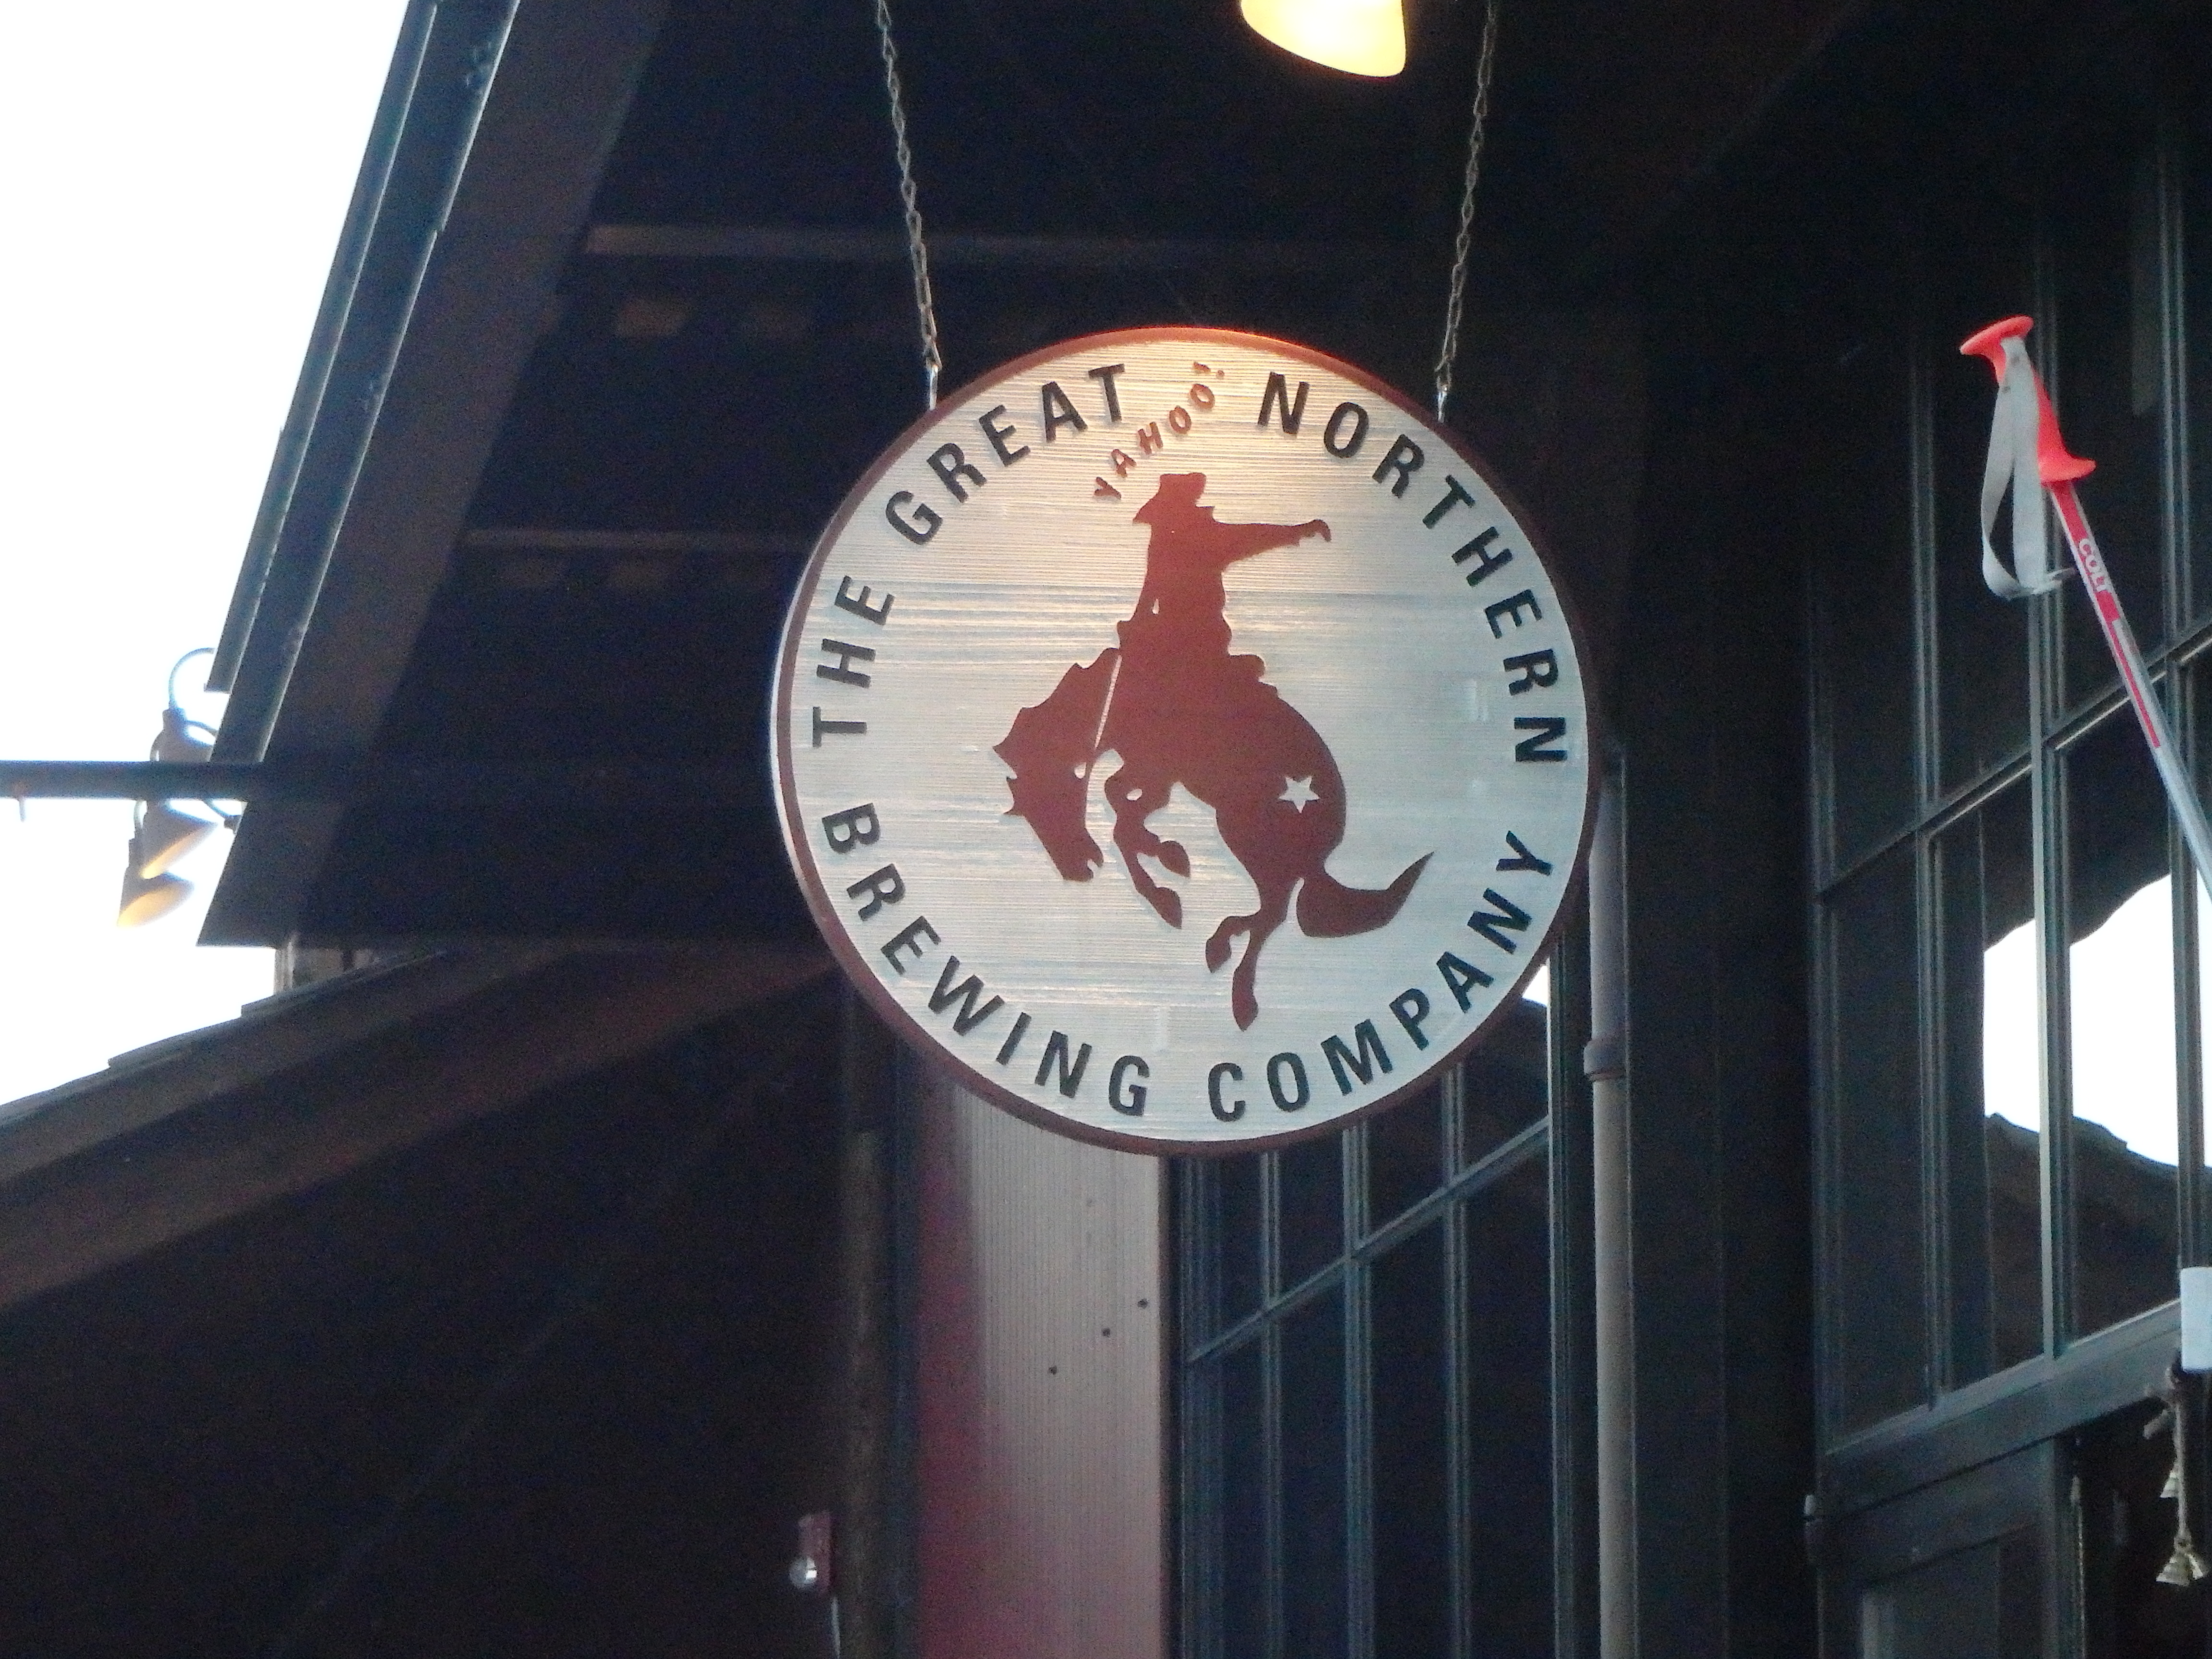 THE GREAT NORTHERN
YAHOO!
BREWING COMPANY
COLT